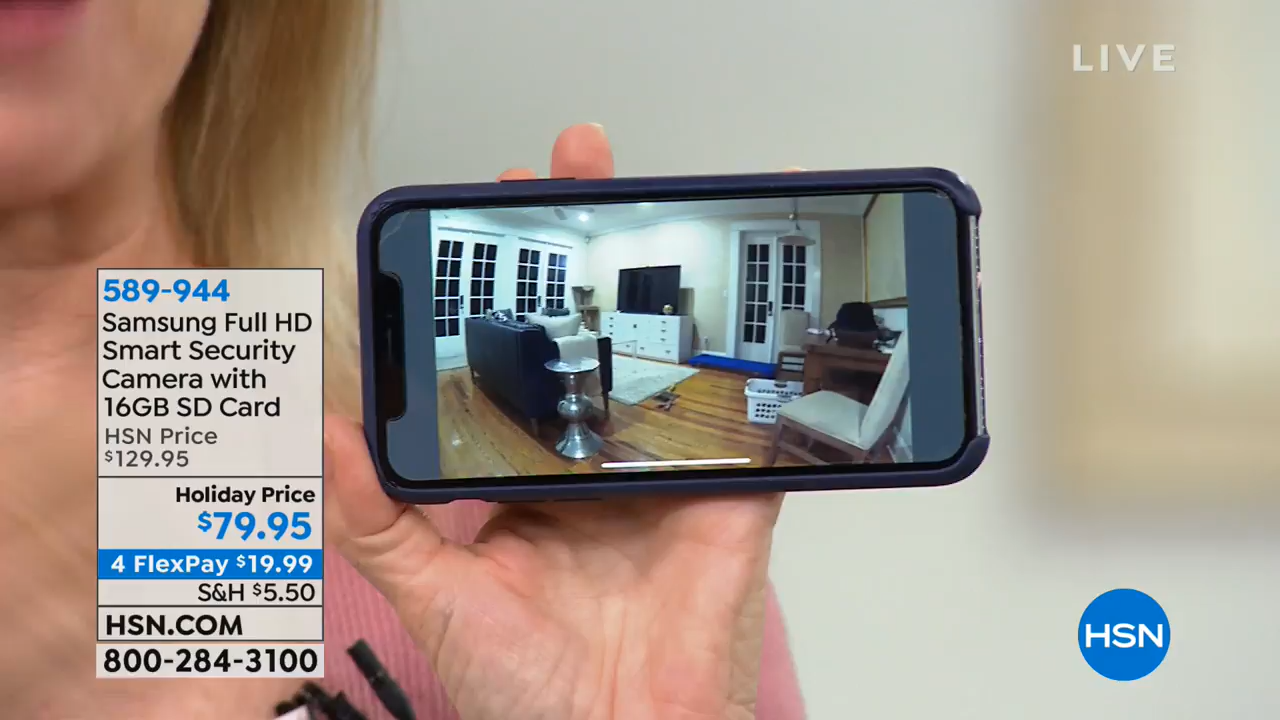 LIVE
589-944
Samsung Full HD
Smart Security
Camera with
16GB SD Card
HSN Price
$129.95
Holiday Price
$79.95
4 FlexPay $19.99
S&H $5.50
HSN.COM
800-284-3100
HSN